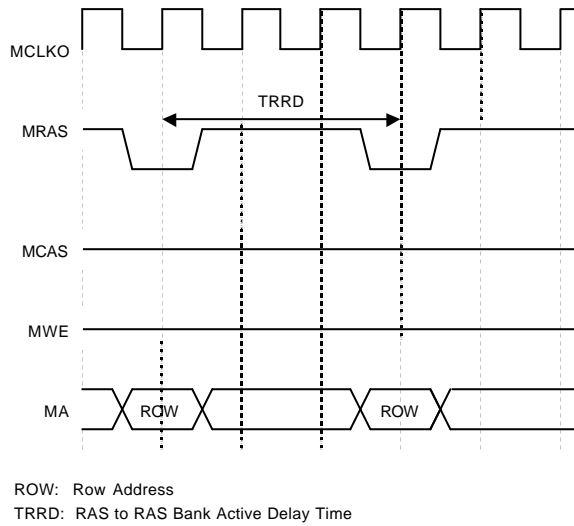 MCLKO
TRRD
MRAS
MCAS
MWE
MA
ROW
ROW
ROW: Row Address
TRRD: RAS to RAS Bank Active Delay Time